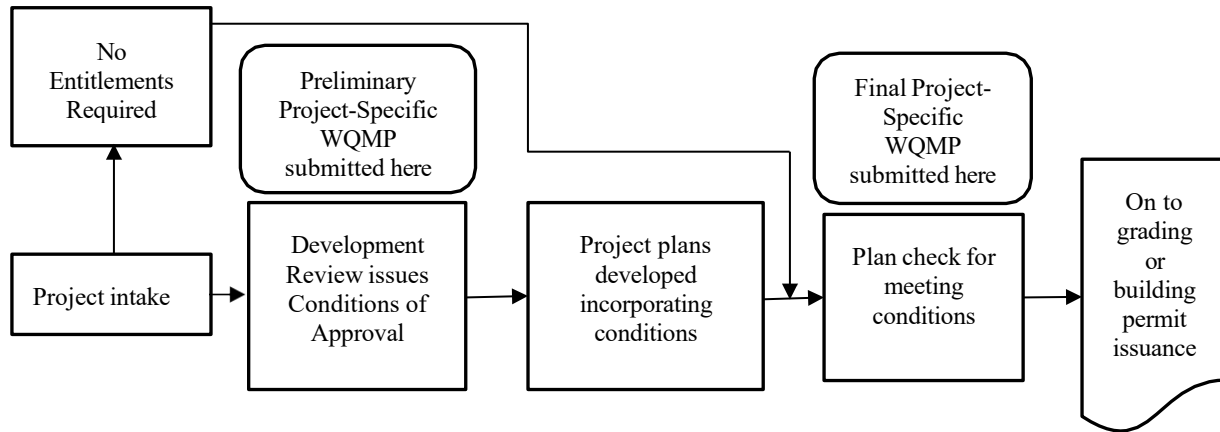 No
Entitlements
Required
Preliminary
Project-Specific
WQMP
submitted here
Final Project-
Specific
WQMP
submitted here
Project intake
Development
Review issues
Conditions of
Approval
Project plans
developed
incorporating
conditions
Plan check for
meeting
conditions
On to
grading
or
building
permit
issuance